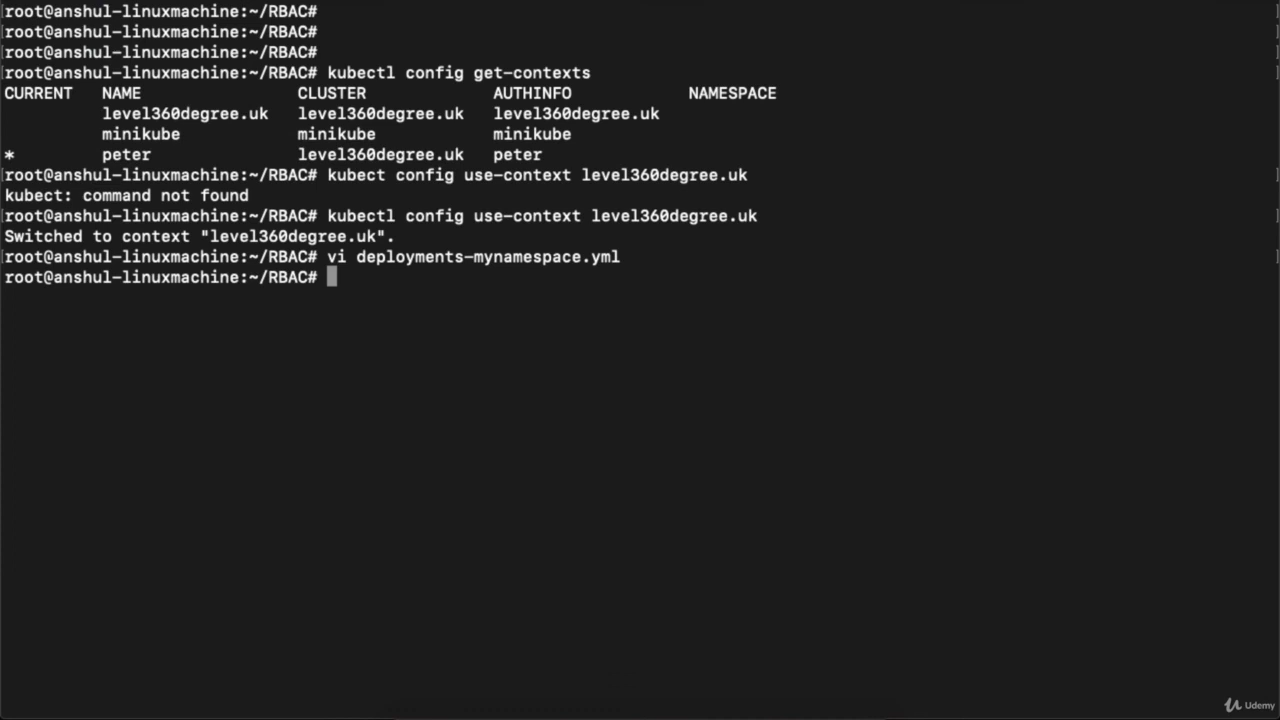 root@anshul-linuxmachine:~/RBAC#
root@anshul-linuxmachine:~/RBAC#
root@anshul-linuxmachine:~/RBAC#
root@anshul-linuxmachine:~/RBAC# kubectl config get-contexts
CURRENT   NAME                CLUSTER             AUTHINFO            NAMESPACE
          level360degree.uk   level360degree.uk   level360degree.uk
          minikube            minikube            minikube
*         peter               level360degree.uk   peter
root@anshul-linuxmachine:~/RBAC# kubect config use-context level360degree.uk
kubect: command not found
root@anshul-linuxmachine:~/RBAC# kubectl config use-context level360degree.uk
Switched to context "level360degree.uk".
root@anshul-linuxmachine:~/RBAC# vi deployments-mynamespace.yml
root@anshul-linuxmachine:~/RBAC#
Udemy